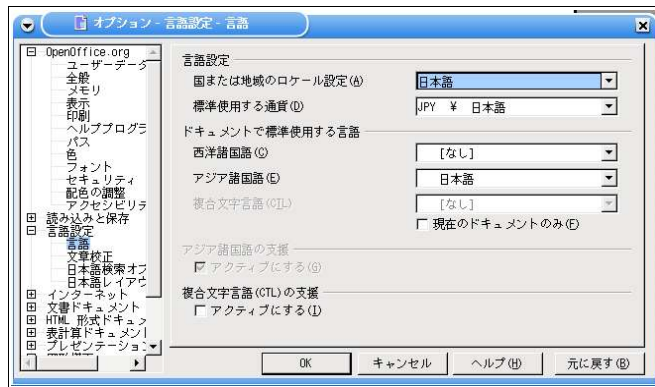 オプション - 言語設定 - 言語
OpenOffice.org
ユーザーデータ
全般
メモリ
表示
印刷
ヘルププログラ
パス
色
フォント
セキュリティ
配色の調整
アクセシビリテ
読み込みと保存
言語設定
言語
文章校正
日本語検索オプ
日本語レイアウ
インターネット
文書ドキュメント
HTML 形式ドキュメ
表計算ドキュメント
プレゼンテーション
言語設定
国または地域のロケール設定(A)
日本語
標準使用する通貨(D)
JPY ¥ 日本語
ドキュメントで標準使用する言語
西洋諸国語(C)
[なし]
アジア諸国語(E)
日本語
複合文字言語(CTL)
[なし]
現在のドキュメントのみ(F)
アジア諸国語の支援
アクティブにする(G)
複合文字言語(CTL)の支援
アクティブにする(I)
OK
キャンセル
ヘルプ(H)
元に戻す(B)